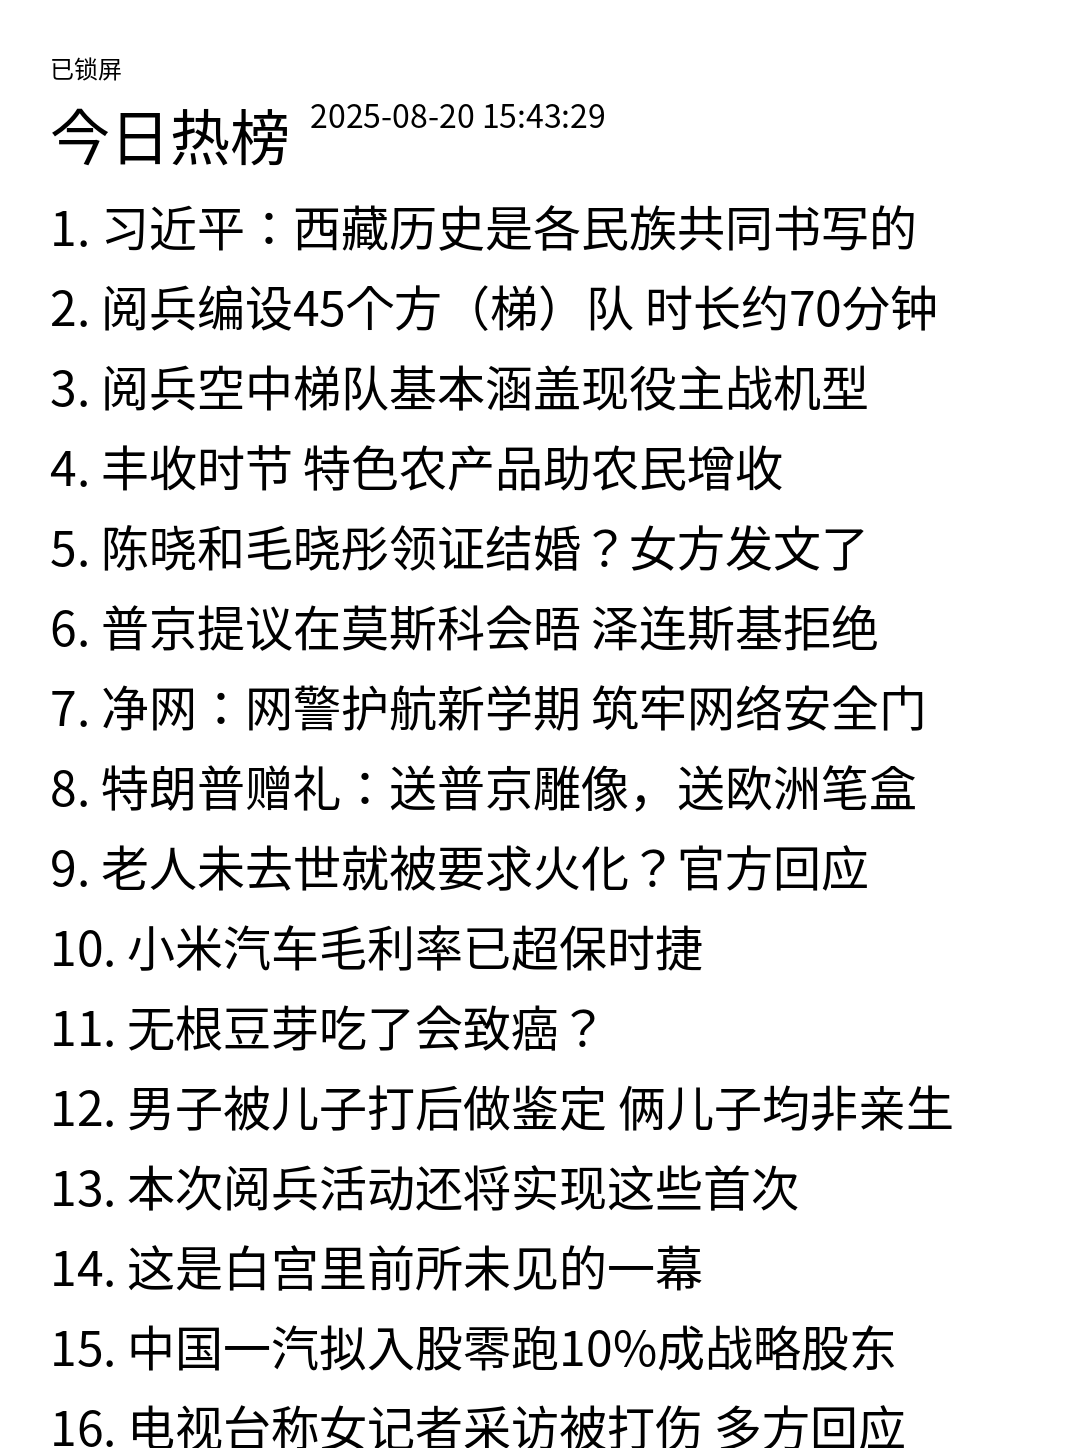 已锁屏
今日热榜 2025-08-20 15:43:29
1. 习近平：西藏历史是各民族共同书写的
2. 阅兵编设45个方（梯）队 时长约70分钟
3. 阅兵空中梯队基本涵盖现役主战机型
4. 丰收时节 特色农产品助农民增收
5. 陈晓和毛晓彤领证结婚？女方发文了
6. 普京提议在莫斯科会晤 泽连斯基拒绝
7. 净网：网警护航新学期 筑牢网络安全门
8. 特朗普赠礼：送普京雕像，送欧洲笔盒
9. 老人未去世就被要求火化？官方回应
10. 小米汽车毛利率已超保时捷
11. 无根豆芽吃了会致癌？
12. 男子被儿子打后做鉴定 俩儿子均非亲生
13. 本次阅兵活动还将实现这些首次
14. 这是白宫里前所未见的一幕
15. 中国一汽拟入股零跑10%成战略股东
16. 电视台称女记者采访被打伤 多方回应